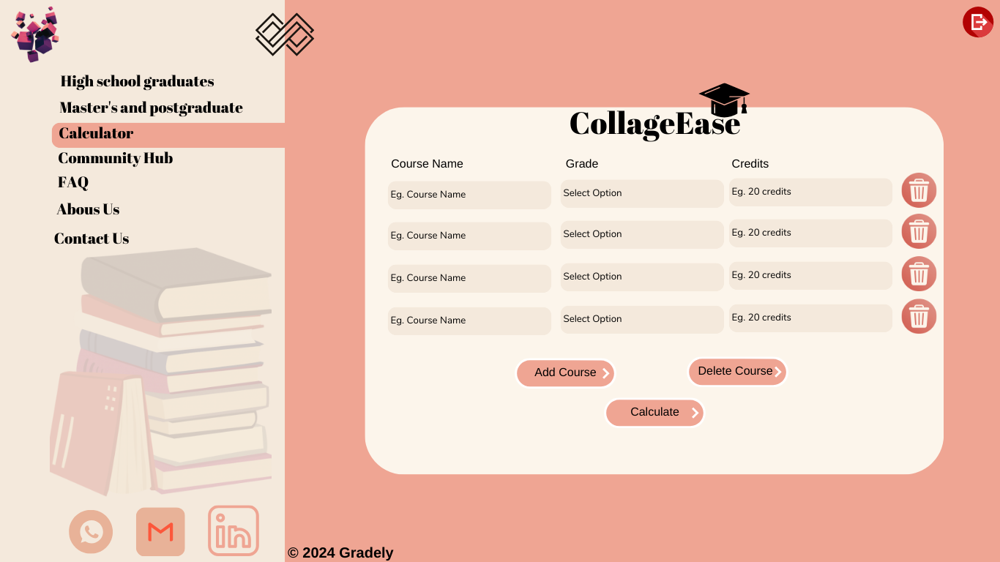 High school graduates
Master's and postgraduate
Calculator
Community Hub
FAQ
Abous Us
Contact Us
CollageEase
Course Name Grade Credits
Eg. Course Name Select Option Eg. 20 credits
Eg. Course Name Select Option Eg. 20 credits
Eg. Course Name Select Option Eg. 20 credits
Eg. Course Name Select Option Eg. 20 credits
Add Course Delete Course
Calculate
in
© 2024 Gradely